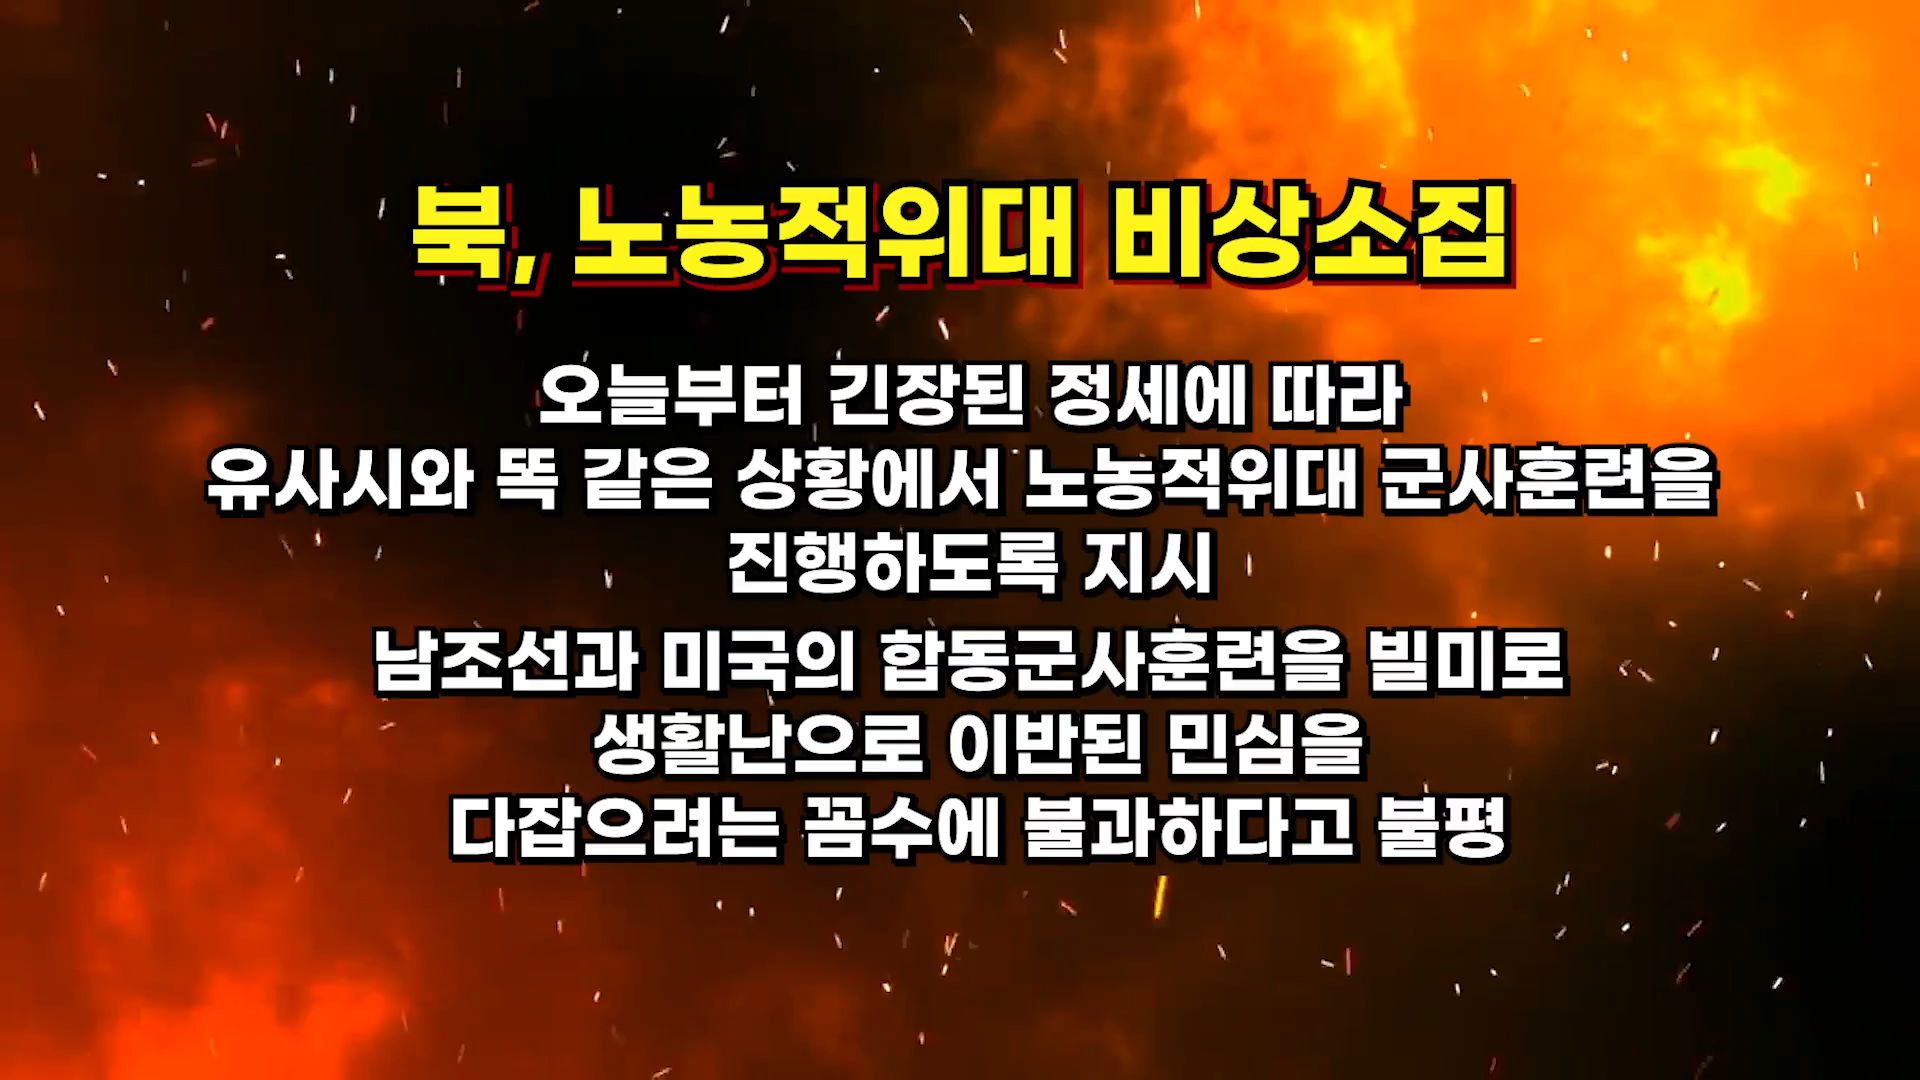 북, 노농적위대 비상소집
오늘부터 긴장된 정세에 따라
유사시와 똑 같은 상황에서 노농적위대 군사훈련을
진행하도록 지시
남조선과 미국의 합동군사훈련을 빌미로
생활난으로 이반된 민심을
다잡으려는 꼼수에 불과하다고 불평